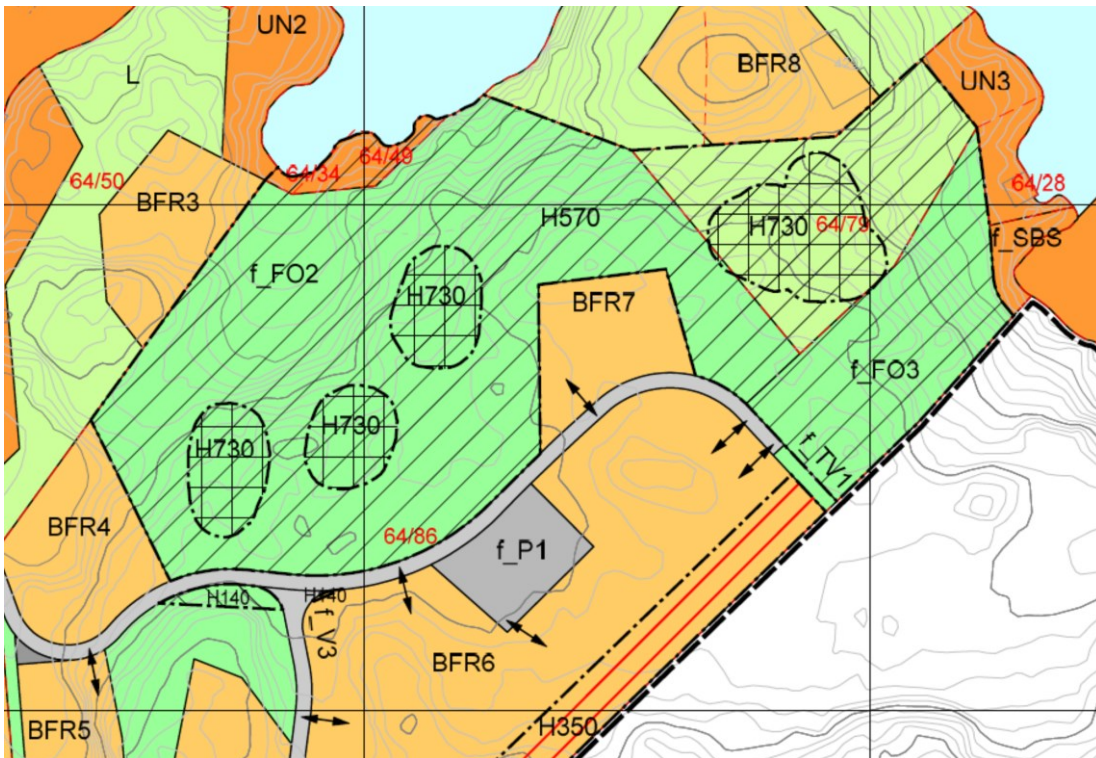 UN2
L
BFR8
UN3
64/34
64/49
64/50
64/28
BFR3
H570
H730
64/79
f_SBS
f_FO2
H730
BFR7
f_FO3
H730
H730
f_TV1
BFR4
64/86
f_P1
H140
H140
f_V3
BFR6
BFR5
H350